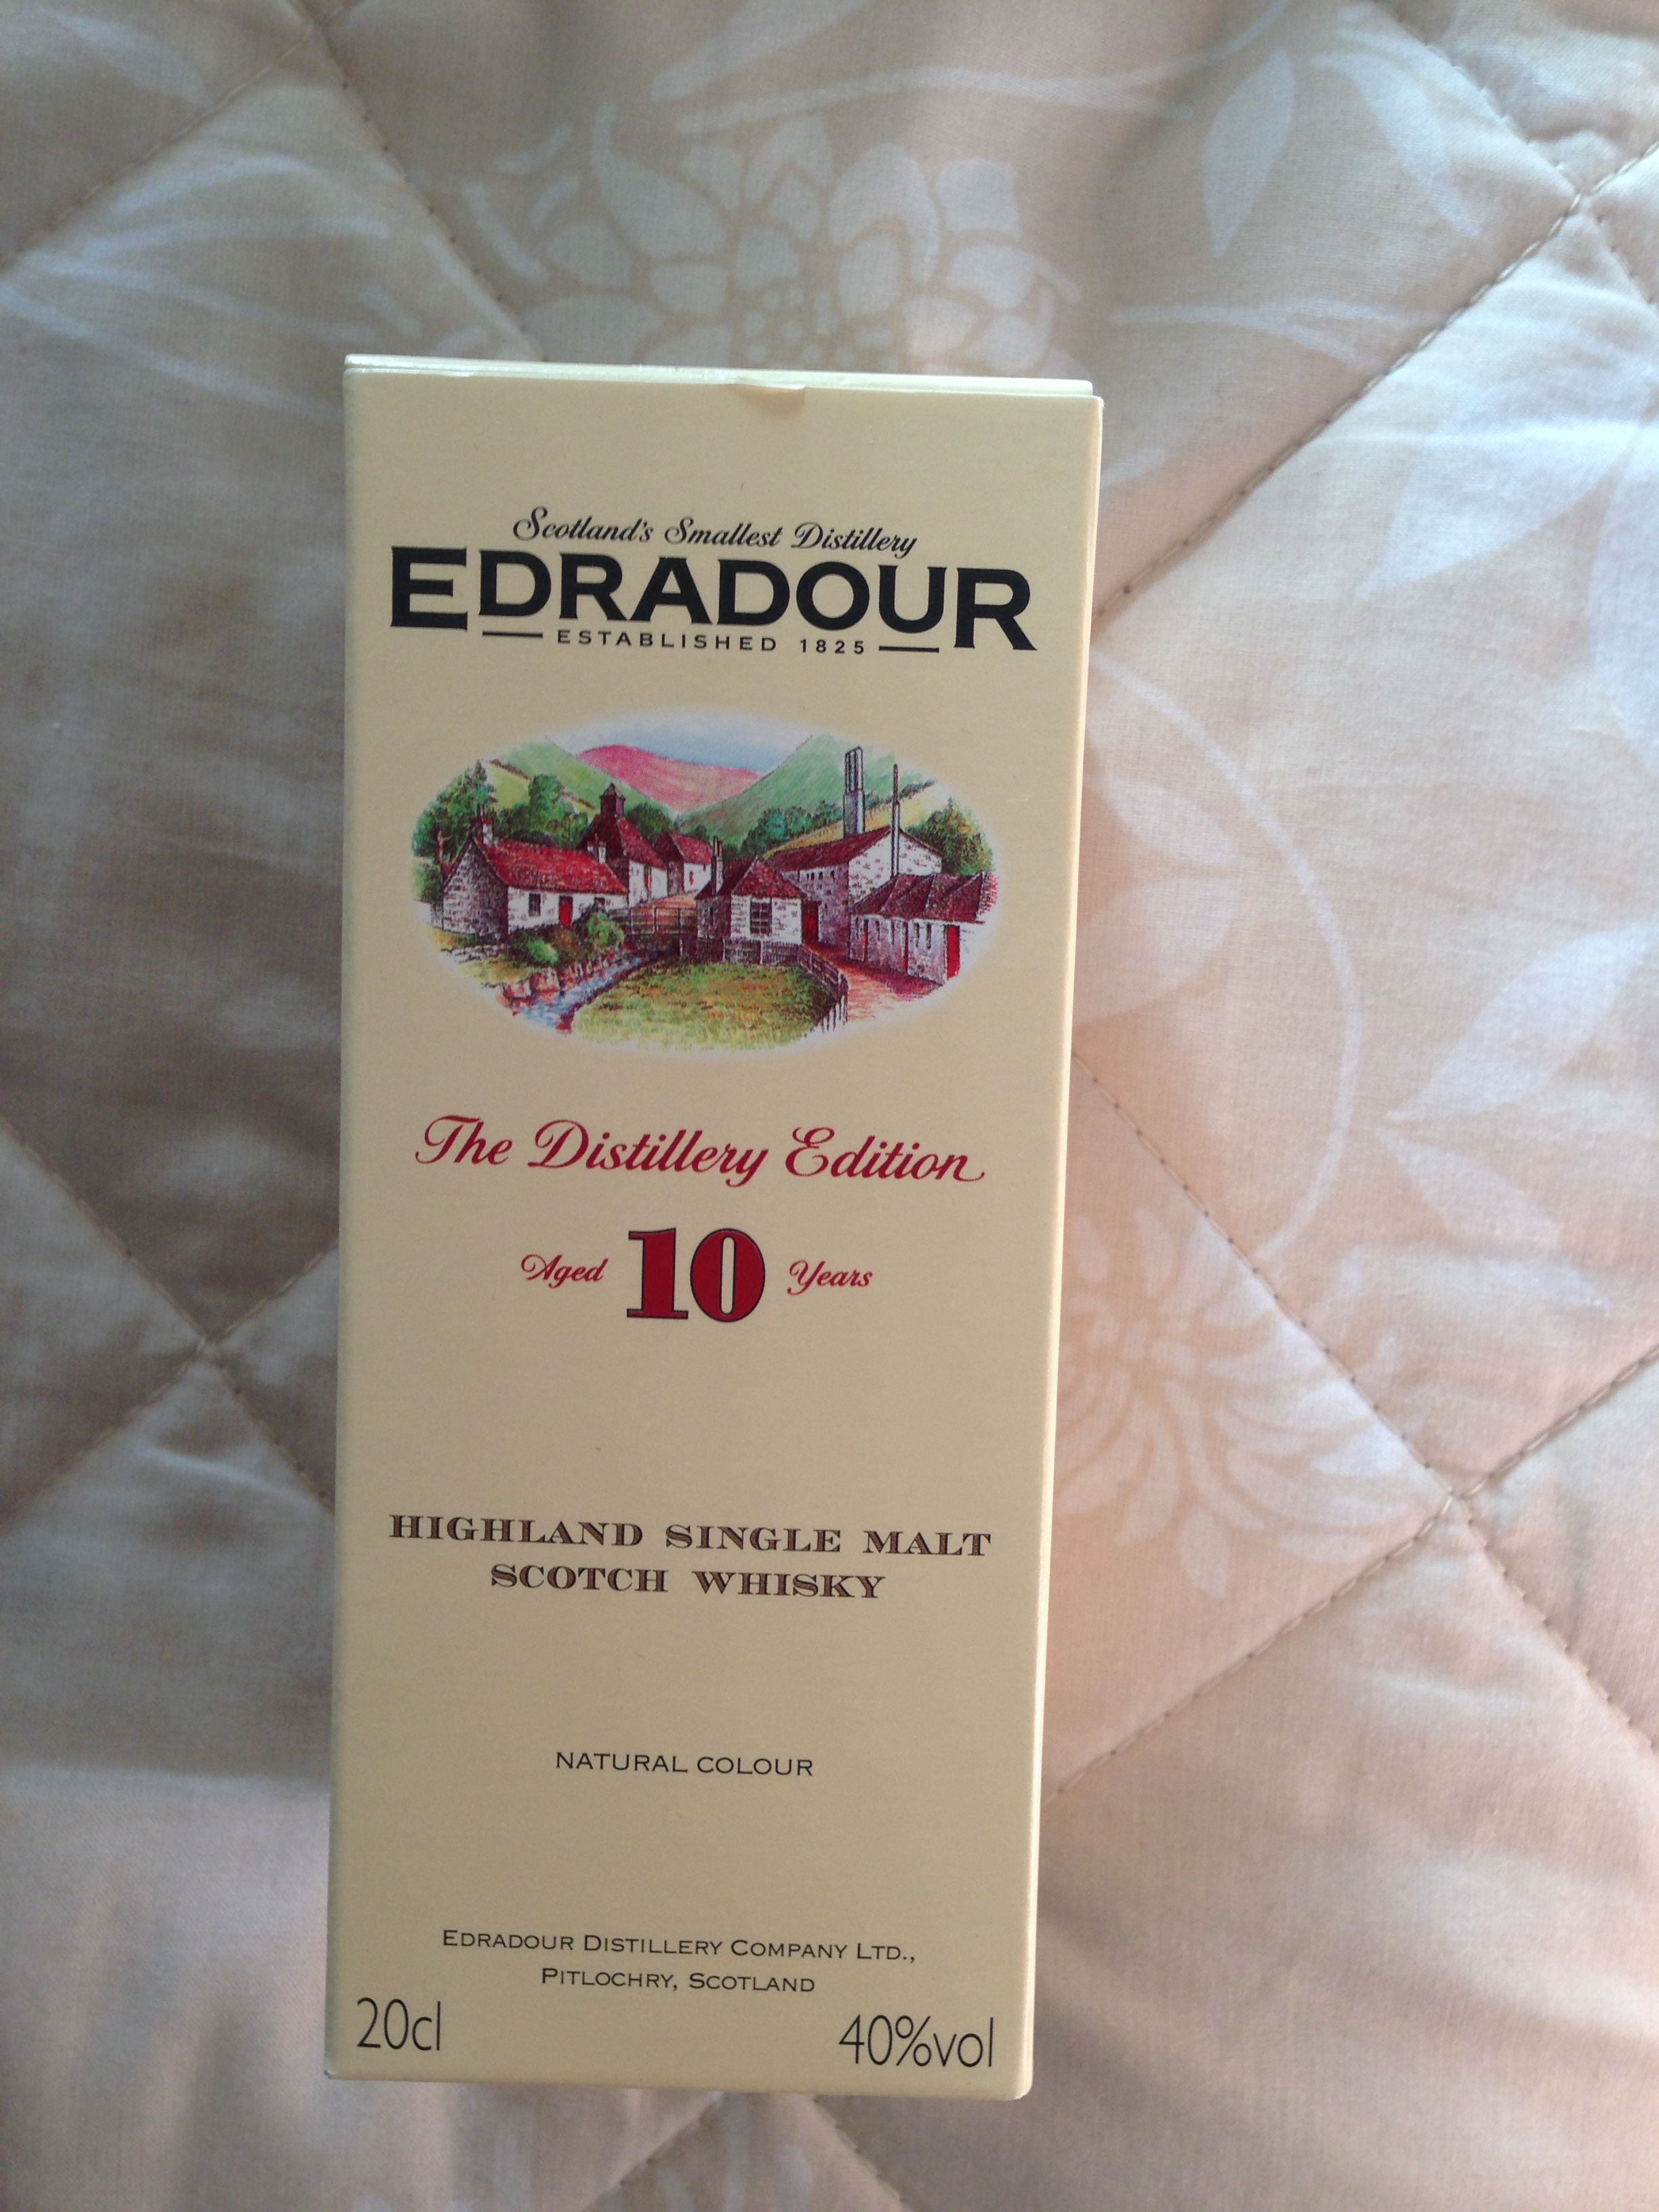 Scotland's Smallest Distillery
EDRADOUR
ESTABLISHED 1825
The Distillery Edition
Aged 10 Years
HIGHLAND SINGLE MALT
SCOTCH WHISKY
NATURAL COLOUR
EDRADOUR DISTILLERY COMPANY LTD.,
PITLOCHRY, SCOTLAND
20cl 40%vol